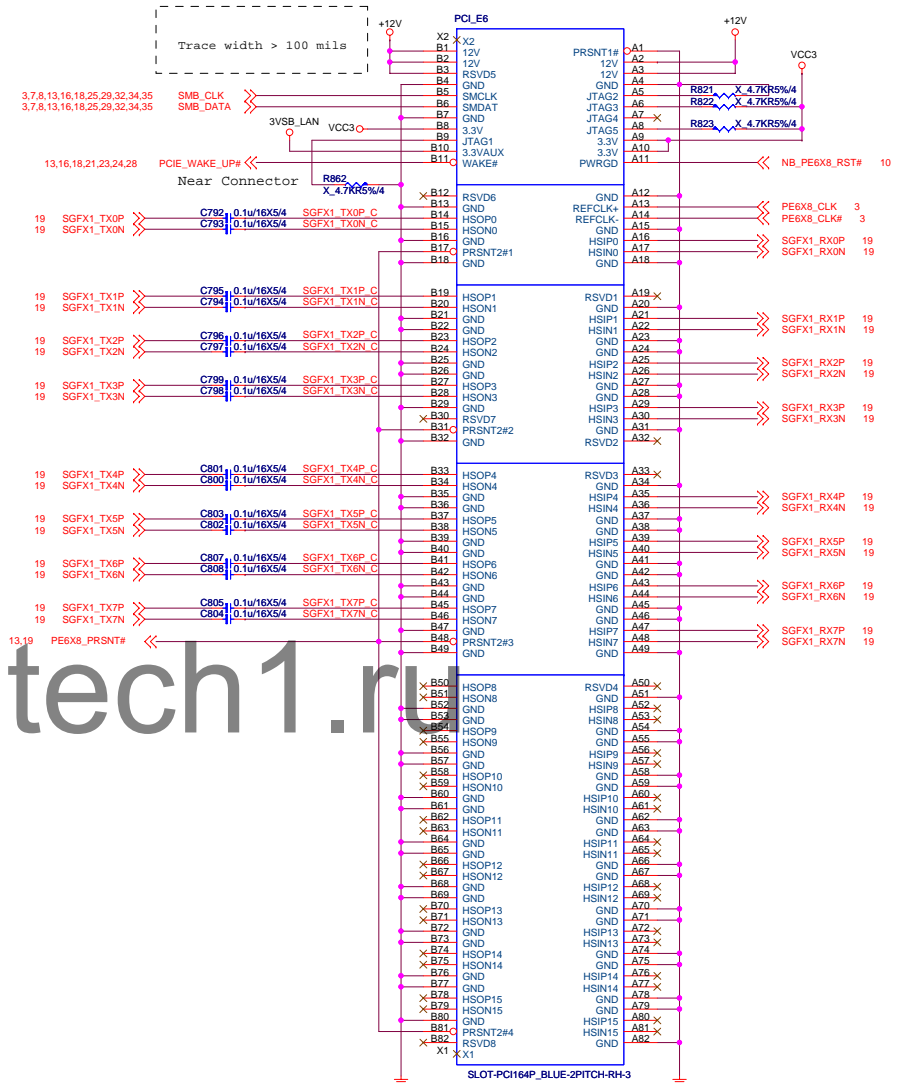 PCI_E6
+12V
+12V
Trace width > 100 mils
VCC3
X2 X2
B1 12V
B2 12V
B3 RSVD5
B4 GND
B5 SMCLK
B6 SMDAT
B7 GND
B8 3.3V
B9 JTAG1
B10 3.3VAUX
B11 WAKE#
PRSNT1# A1
12V A2
12V A3
GND A4
JTAG2 A5
JTAG3 A6
JTAG4 A7
JTAG5 A8
3.3V A9
3.3V A10
PWRGD A11
3,7,8,13,16,18,25,29,32,34,35 SMB_CLK
3,7,8,13,16,18,25,29,32,34,35 SMB_DATA
3VSB_LAN
VCC3
13,16,18,21,23,24,28 PCIE_WAKE_UP#
Near Connector
R862
X_4.7KR5%/4
R821 X_4.7KR5%/4
R822 X_4.7KR5%/4
R823 X_4.7KR5%/4
NB_PE6X8_RST# 10
B12 RSVD6
B13 GND
B14 HSOP0
B15 HSON0
B16 GND
B17 PRSNT2#1
B18 GND
GND A12
REFCLK+ A13
REFCLK- A14
GND A15
HSIP0 A16
HSIN0 A17
GND A18
19 SGFX1_TX0P C792 0.1u/16X5/4 SGFX1_TX0P_C
19 SGFX1_TX0N C793 0.1u/16X5/4 SGFX1_TX0N_C
PE6X8_CLK 3
PE6X8_CLK# 3
SGFX1_RX0P 19
SGFX1_RX0N 19
19 SGFX1_TX1P C795 0.1u/16X5/4 SGFX1_TX1P_C
19 SGFX1_TX1N C794 0.1u/16X5/4 SGFX1_TX1N_C
19 SGFX1_TX2P C796 0.1u/16X5/4 SGFX1_TX2P_C
19 SGFX1_TX2N C797 0.1u/16X5/4 SGFX1_TX2N_C
19 SGFX1_TX3P C799 0.1u/16X5/4 SGFX1_TX3P_C
19 SGFX1_TX3N C798 0.1u/16X5/4 SGFX1_TX3N_C
B19 HSOP1
B20 HSON1
B21 GND
B22 GND
B23 HSOP2
B24 HSON2
B25 GND
B26 GND
B27 HSOP3
B28 HSON3
B29 GND
B30 RSVD7
B31 PRSNT2#2
B32 GND
RSVD1 A19
GND A20
HSIP1 A21
HSIN1 A22
GND A23
GND A24
HSIP2 A25
HSIN2 A26
GND A27
GND A28
HSIP3 A29
HSIN3 A30
GND A31
RSVD2 A32
SGFX1_RX1P 19
SGFX1_RX1N 19
SGFX1_RX2P 19
SGFX1_RX2N 19
SGFX1_RX3P 19
SGFX1_RX3N 19
19 SGFX1_TX4P C801 0.1u/16X5/4 SGFX1_TX4P_C
19 SGFX1_TX4N C800 0.1u/16X5/4 SGFX1_TX4N_C
19 SGFX1_TX5P C803 0.1u/16X5/4 SGFX1_TX5P_C
19 SGFX1_TX5N C802 0.1u/16X5/4 SGFX1_TX5N_C
19 SGFX1_TX6P C807 0.1u/16X5/4 SGFX1_TX6P_C
19 SGFX1_TX6N C808 0.1u/16X5/4 SGFX1_TX6N_C
19 SGFX1_TX7P C805 0.1u/16X5/4 SGFX1_TX7P_C
19 SGFX1_TX7N C804 0.1u/16X5/4 SGFX1_TX7N_C
13,19 PE6X8_PRSNT#
B33 HSOP4
B34 HSON4
B35 GND
B36 GND
B37 HSOP5
B38 HSON5
B39 GND
B40 GND
B41 HSOP6
B42 HSON6
B43 GND
B44 GND
B45 HSOP7
B46 HSON7
B47 GND
B48 PRSNT2#3
B49 GND
RSVD3 A33
GND A34
HSIP4 A35
HSIN4 A36
GND A37
GND A38
HSIP5 A39
HSIN5 A40
GND A41
GND A42
HSIP6 A43
HSIN6 A44
GND A45
GND A46
HSIP7 A47
HSIN7 A48
GND A49
SGFX1_RX4P 19
SGFX1_RX4N 19
SGFX1_RX5P 19
SGFX1_RX5N 19
SGFX1_RX6P 19
SGFX1_RX6N 19
SGFX1_RX7P 19
SGFX1_RX7N 19
tech1.ru
B50 HSOP8
B51 HSON8
B52 GND
B53 GND
B54 HSOP9
B55 HSON9
B56 GND
B57 GND
B58 HSOP10
B59 HSON10
B60 GND
B61 GND
B62 HSOP11
B63 HSON11
B64 GND
B65 GND
B66 HSOP12
B67 HSON12
B68 GND
B69 GND
B70 HSOP13
B71 HSON13
B72 GND
B73 GND
B74 HSOP14
B75 HSON14
B76 GND
B77 GND
B78 HSOP15
B79 HSON15
B80 GND
B81 PRSNT2#4
B82 RSVD8
X1 X1
RSVD4 A50
GND A51
HSIP8 A52
HSIN8 A53
GND A54
GND A55
HSIP9 A56
HSIN9 A57
GND A58
GND A59
HSIP10 A60
HSIN10 A61
GND A62
GND A63
HSIP11 A64
HSIN11 A65
GND A66
GND A67
HSIP12 A68
HSIN12 A69
GND A70
GND A71
HSIP13 A72
HSIN13 A73
GND A74
GND A75
HSIP14 A76
HSIN14 A77
GND A78
GND A79
HSIP15 A80
HSIN15 A81
GND A82
SLOT-PCI164P_BLUE-2PITCH-RH-3